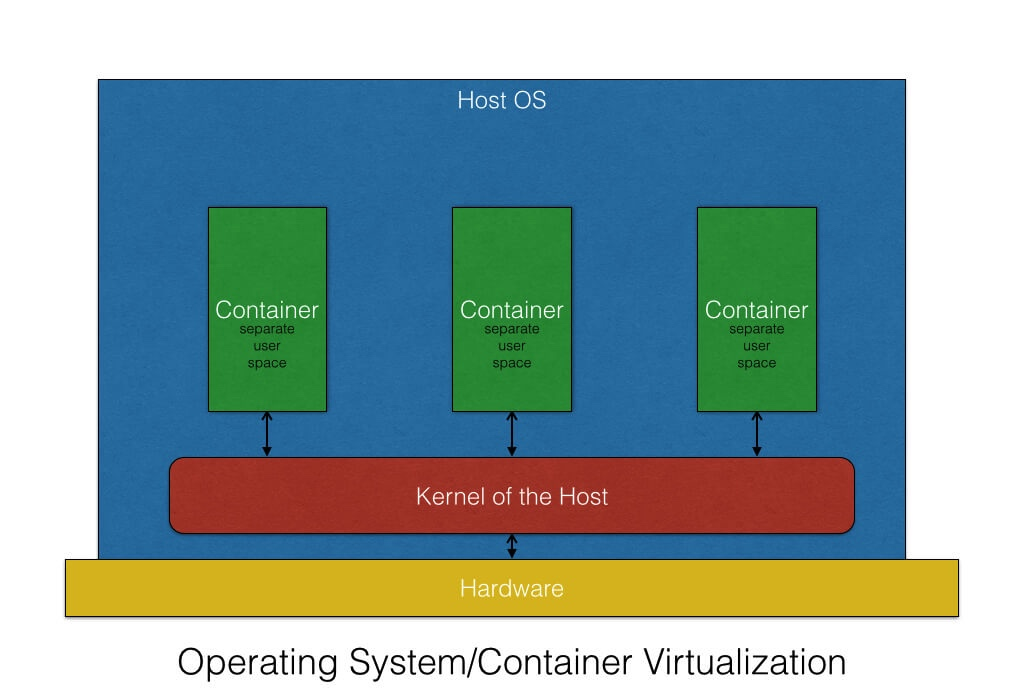 Host OS
Container
separate
user
space
Container
separate
user
space
Container
separate
user
space
Kernel of the Host
Hardware
Operating System/Container Virtualization